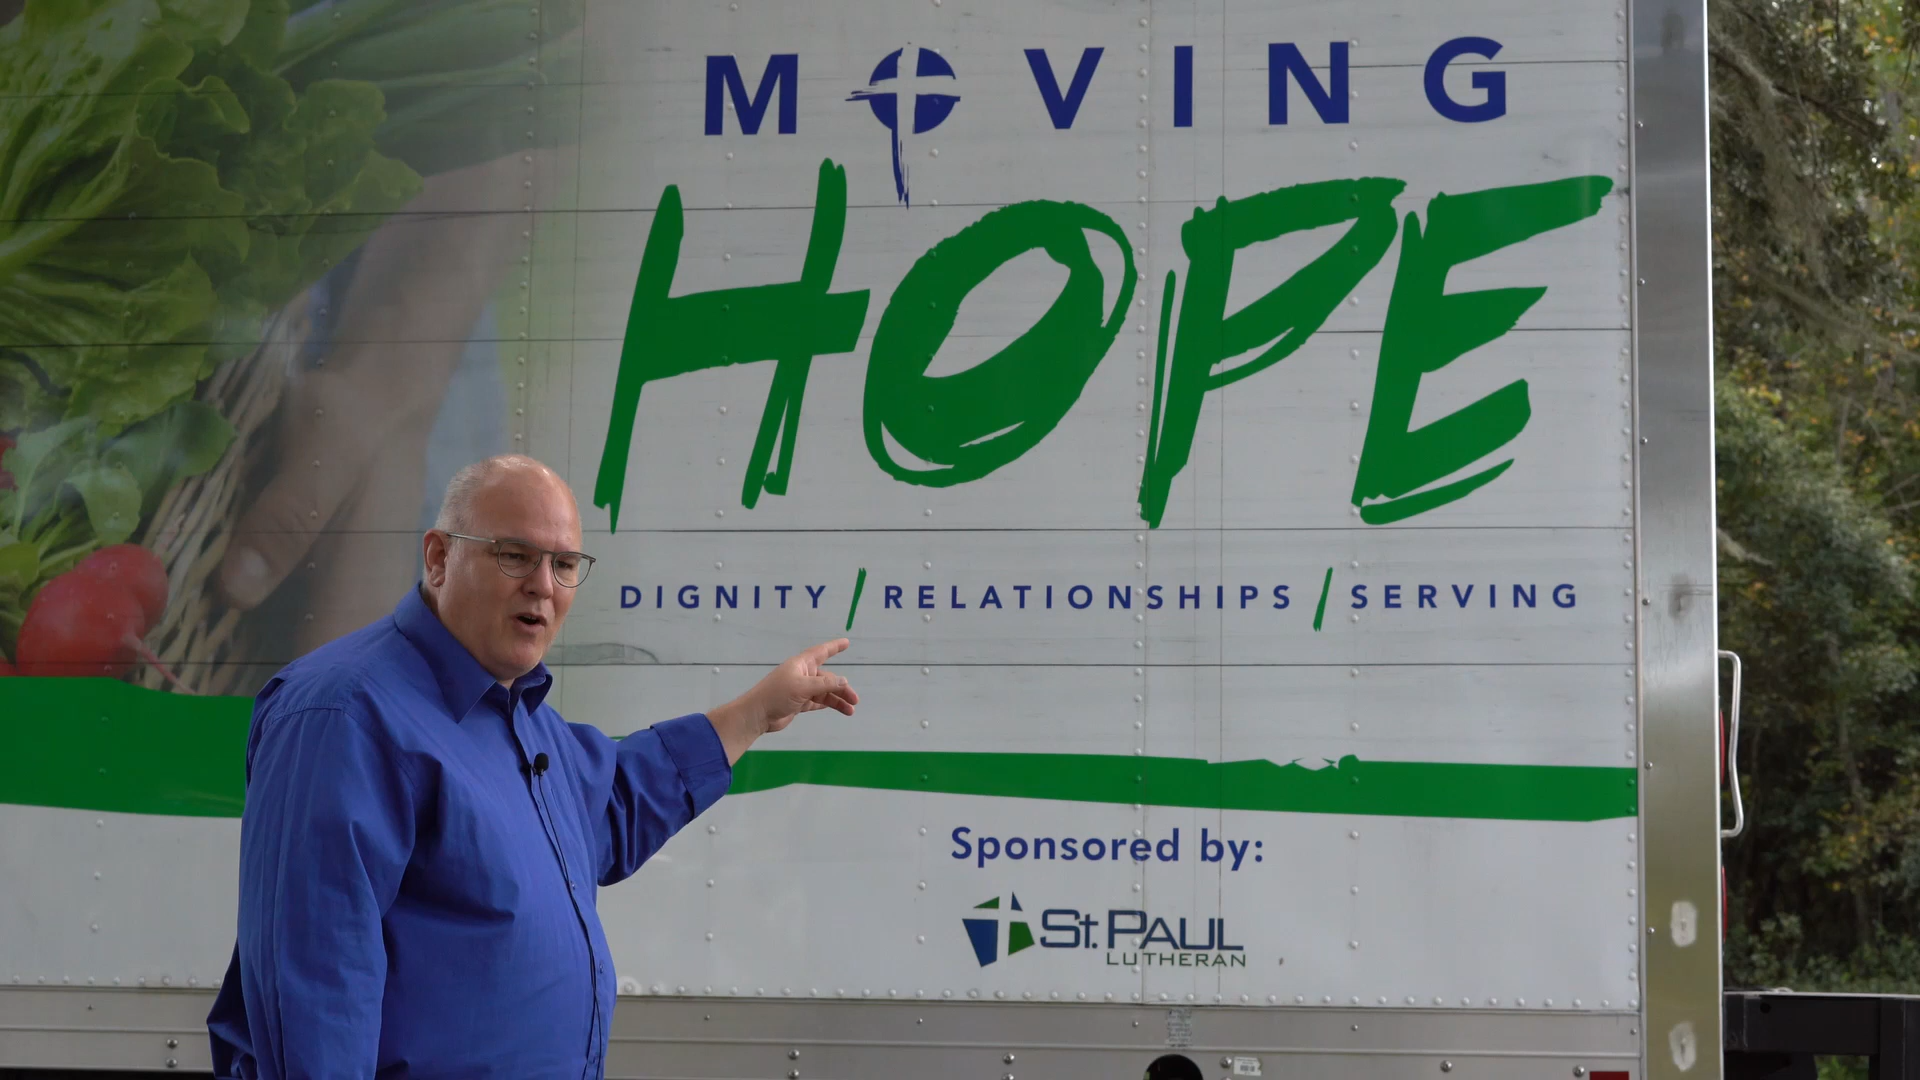 MOVING
HOPE
DIGNITY / RELATIONSHIPS / SERVING
Sponsored by:
St. PAUL
LUTHERAN